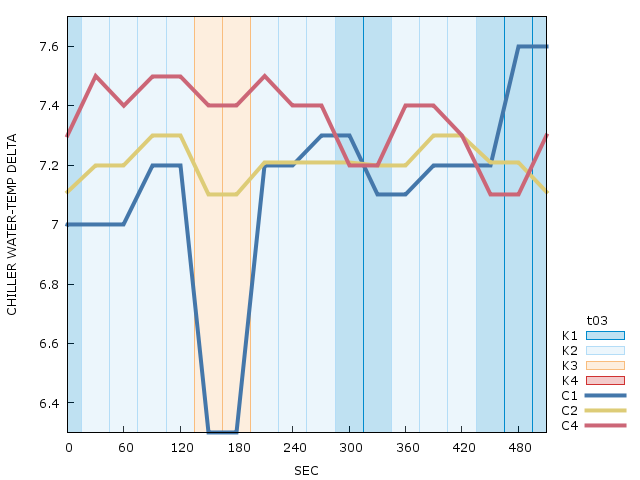 CHILLER WATER-TEMP DELTA
7.6
7.4
7.2
7
6.8
6.6
6.4
0 60 120 180 240 300 360 420 480
SEC
t03
K1
K2
K3
K4
C1
C2
C4